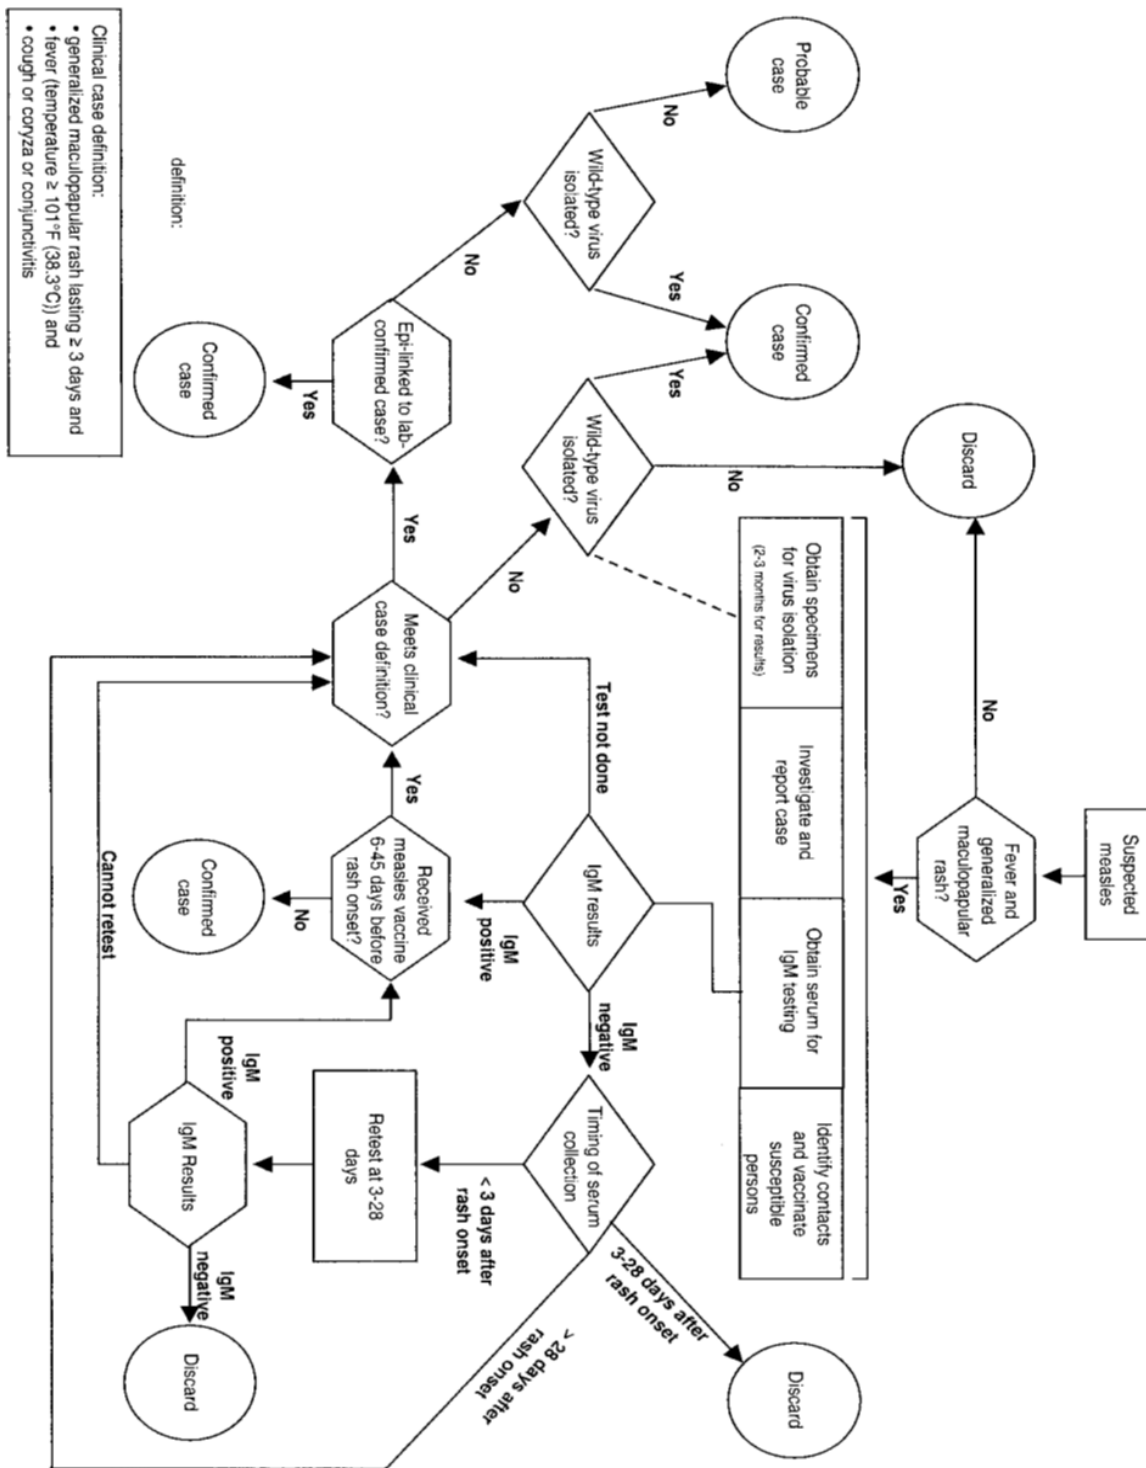 Suspected
measles
Fever and
generalized
maculopapular
rash?
No
Yes
Discard
Obtain specimens
for virus isolation
(2-3 months for results)
Investigate and
report case
Obtain serum for
IgM testing
Identify contacts
and vaccinate
susceptible
persons
Probable
case
Confirmed
case
Discard
No
Yes
Yes
No
3-28 days after
rash onset
Wild-type virus
isolated?
Wild-type virus
isolated?
Test not done
IgM results
IgM
negative
Timing of serum
collection
> 28 days after
rash onset
No
No
IgM
positive
< 3 days after
rash onset
Epi-linked to lab-
confirmed case?
Yes
Meets clinical
case definition?
Yes
Received
measles vaccine
6-45 days before
rash onset?
Retest at 3-28
days
Yes
No
IgM
positive
Confirmed
case
Confirmed
case
IgM Results
IgM
negative
Discard
Cannot retest
definition:
Clinical case definition:
• generalized maculopapular rash lasting ≥ 3 days and
• fever (temperature ≥ 101°F (38.3°C)) and
• cough or coryza or conjunctivitis